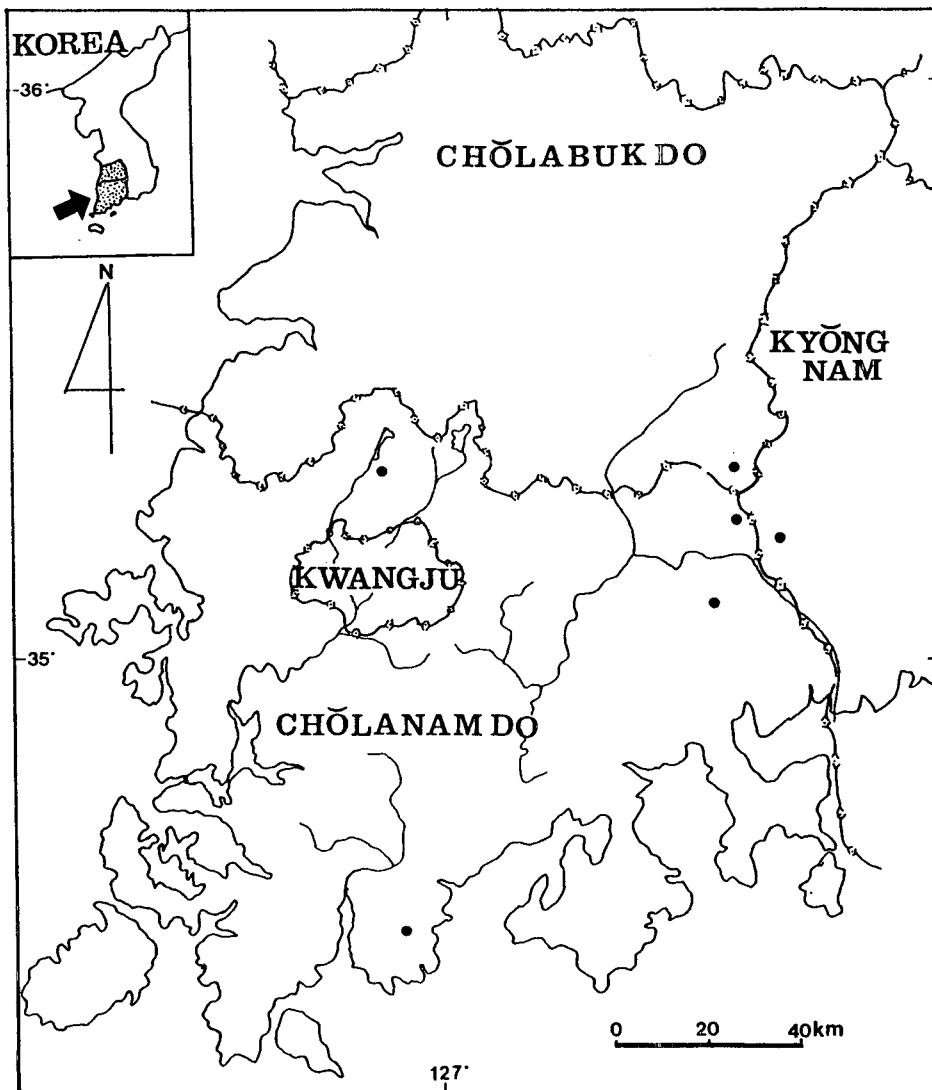 KOREA
36°
CHŎLABUK DO
N
KYŎNG
NAM
KWANGJU
35°
CHŎLANAM DO
0 20 40km
127°